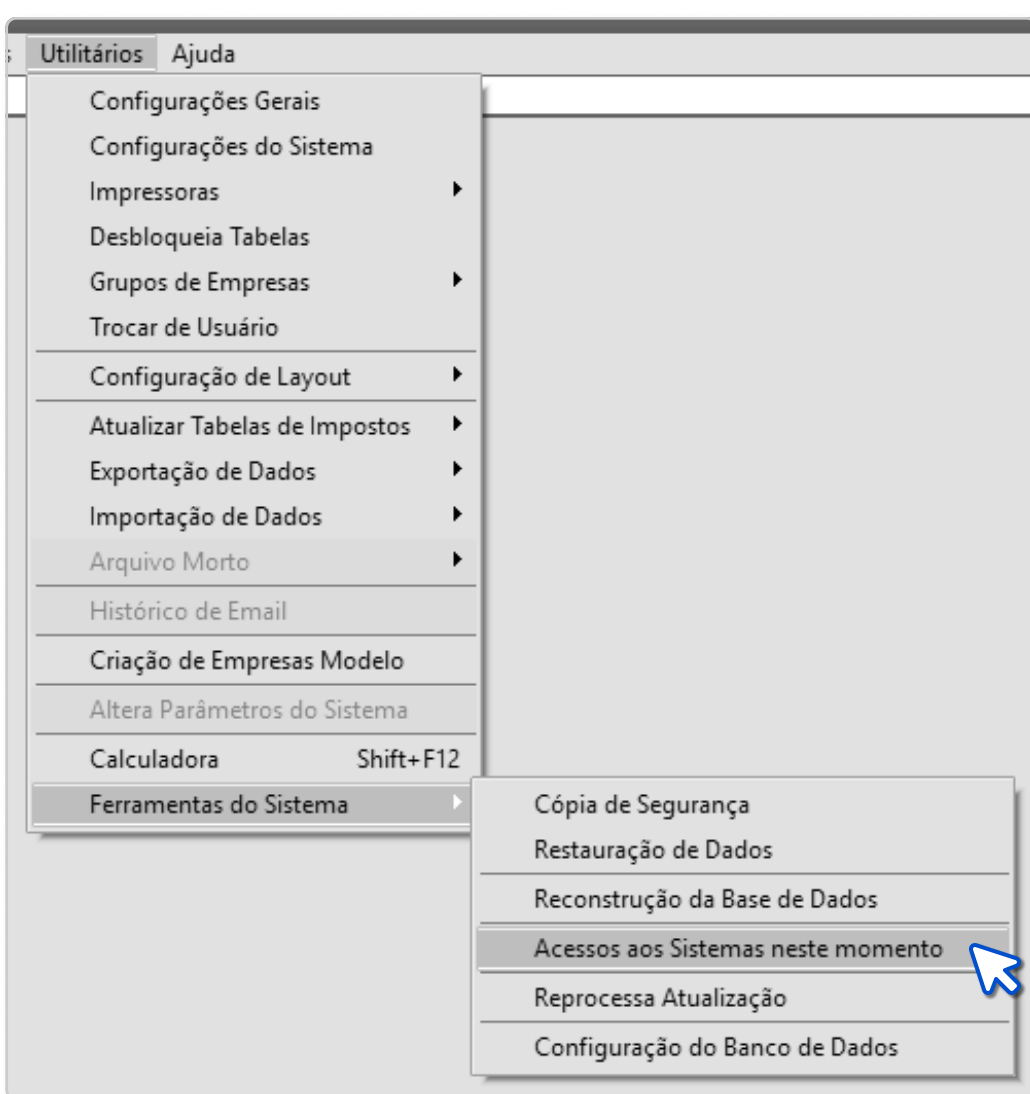 Utilitários Ajuda
Configurações Gerais
Configurações do Sistema
Impressoras
Desbloqueia Tabelas
Grupos de Empresas
Trocar de Usuário
Configuração de Layout
Atualizar Tabelas de Impostos
Exportação de Dados
Importação de Dados
Arquivo Morto
Histórico de Email
Criação de Empresas Modelo
Altera Parâmetros do Sistema
Calculadora Shift+F12
Ferramentas do Sistema
Cópia de Segurança
Restauração de Dados
Reconstrução da Base de Dados
Acessos aos Sistemas neste momento
Reprocessa Atualização
Configuração do Banco de Dados